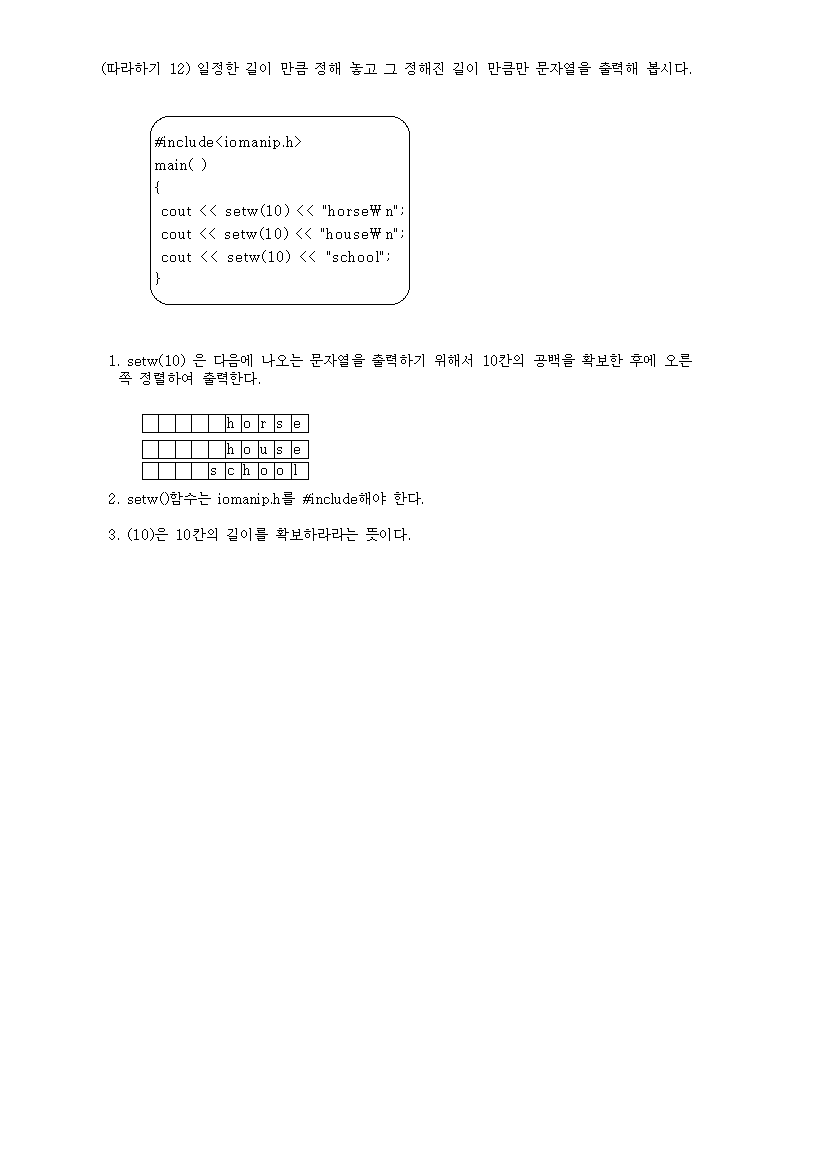 (따라하기 12) 일정한 길이 만큼 정해 놓고 그 정해진 길이 만큼만 문자열을 출력해 봅시다.
#include<iomanip.h>
main( )
{
cout << setw(10) << "horse₩n";
cout << setw(10) << "house₩n";
cout << setw(10) << "school";
}
1. setw(10) 은 다음에 나오는 문자열을 출력하기 위해서 10칸의 공백을 확보한 후에 오른
쪽 정렬하여 출력한다.
h o r s e
h o u s e
s c h o o l
2. setw()함수는 iomanip.h를 #include해야 한다.
3. (10)은 10칸의 길이를 확보하라라는 뜻이다.